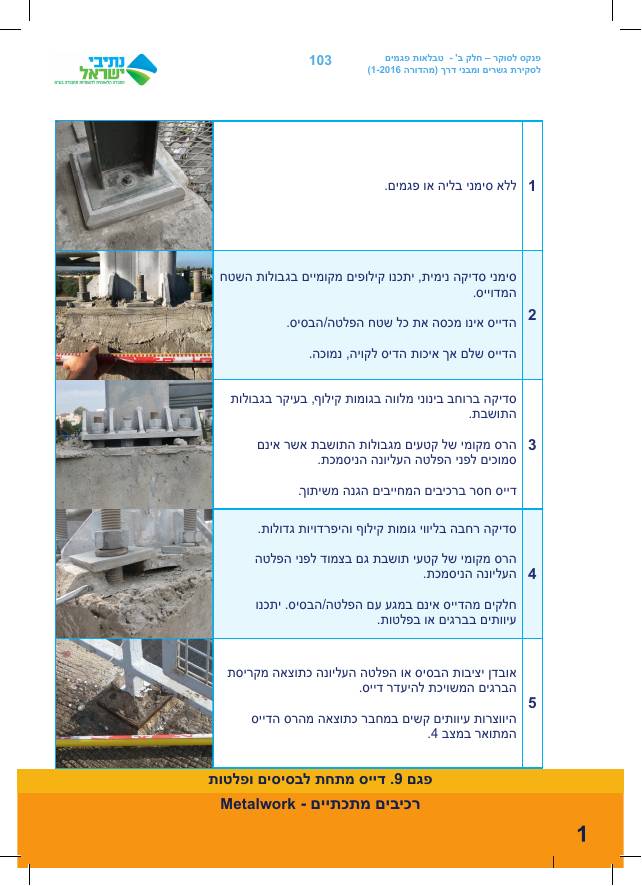 פנקס לסוקר – חלק ב' - טבלאות פגמים
לסקירת גשרים ומבני דרך (מהדורה 1-2016)
103
נתיבי
ישראל
1
ללא סימני בליה או פגמים.
2
סימני סדיקה נימית, יתכנו קילופים מקומיים בגבולות השטח
המדוייס.
הדייס אינו מכסה את כל שטח הפלטה/הבסיס.
הדייס שלם אך איכות הדיס לקויה, נמוכה.
3
סדיקה ברוחב בינוני מלווה בגומות קילוף, בעיקר בגבולות
התושבת.
הרס מקומי של קטעים מגבולות התושבת אשר אינם
סמוכים לפני הפלטה העליונה הניסמכת.
דייס חסר ברכיבים המחייבים הגנה משיתוך.
4
סדיקה רחבה בליווי גומות קילוף והיפרדויות גדולות.
הרס מקומי של קטעי תושבת גם בצמוד לפני הפלטה
העליונה הניסמכת.
חלקים מהדייס אינם במגע עם הפלטה/הבסיס. יתכנו
עיוותים בברגים או בפלטות.
5
אובדן יציבות הבסיס או הפלטה העליונה כתוצאה מקריסת
הברגים המשויכת להיעדר דייס.
היווצרות עיוותים קשים במחבר כתוצאה מהרס הדייס
המתואר במצב 4.
פגם 9. דייס מתחת לבסיסים ופלטות
רכיבים מתכתיים - Metalwork
1